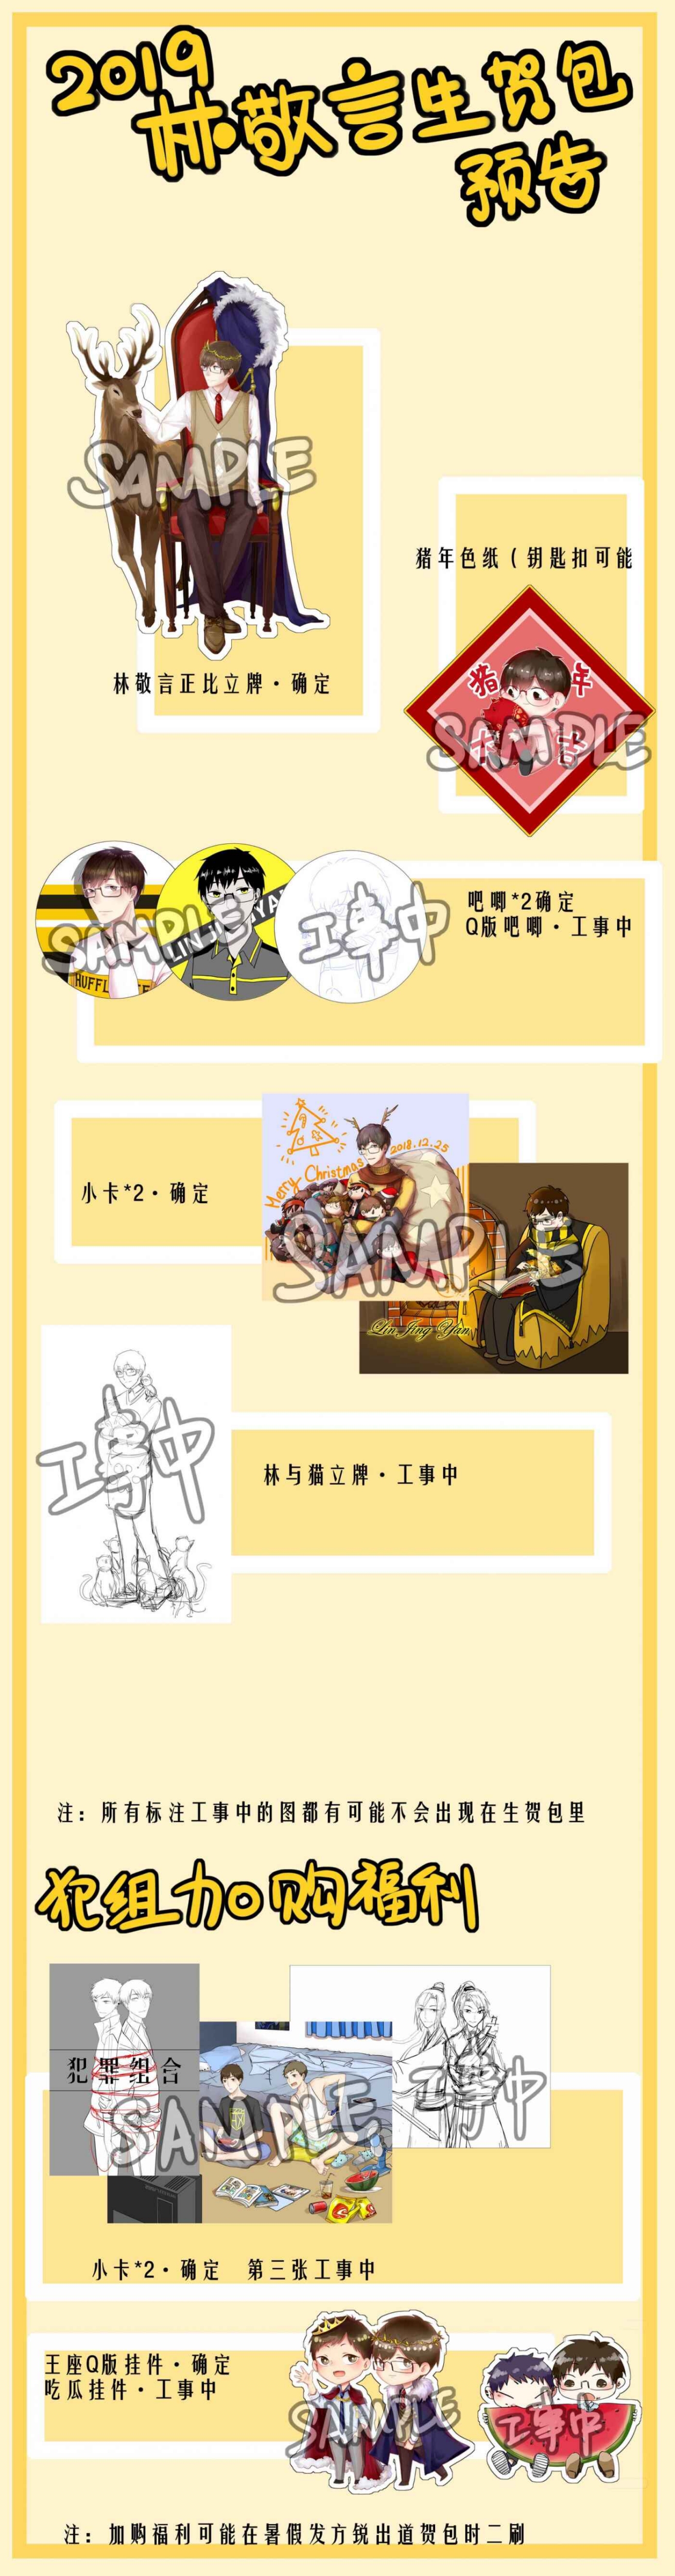 2019
林敬言生贺包
预告
SAMPLE
林敬言正比立牌·确定
猪年色纸（钥匙扣可能
猪年
大吉
SAMPLE
SAMPLE
HUFFL
工事中
吧唧*2确定
Q版吧唧·工事中
Merry Christmas
2018.12.25
小卡*2·确定
SAMPLE
Lin Jing Yan
工事中
林与猫立牌·工事中
注：所有标注工事中的图都有可能不会出现在生贺包里
犯组加购福利
犯罪组合
SAMPLE
工事中
小卡*2·确定 第三张工事中
王座Q版挂件·确定
吃瓜挂件·工事中
SAMPLE
工事中
注：加购福利可能在暑假发方锐出道贺包时二刷